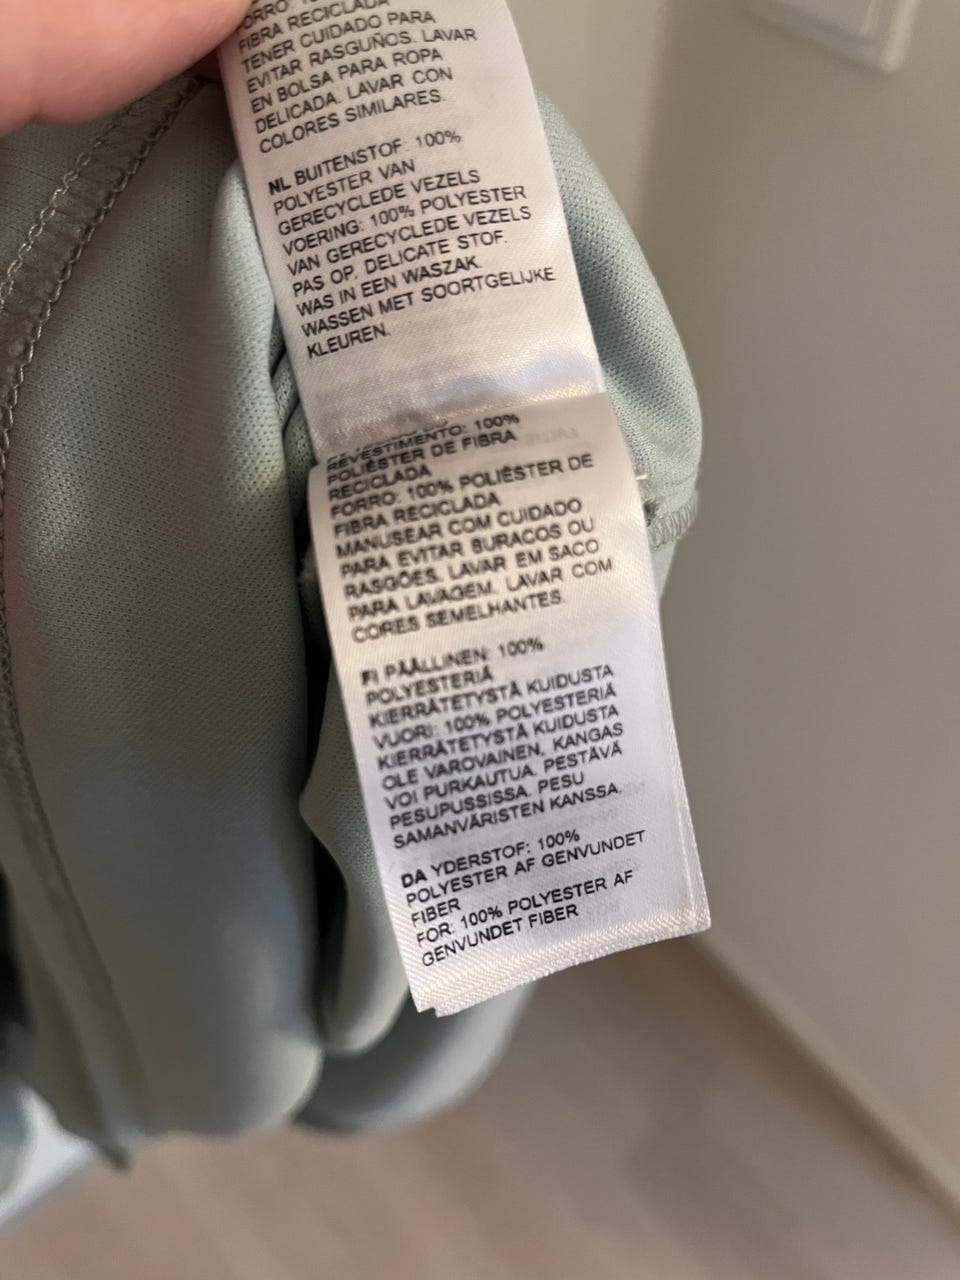 FORRO: 10
FIBRA RECICLADA
TENER CUIDADO PARA
EVITAR RASGUÑOS. LAVAR
EN BOLSA PARA ROPA
DELICADA. LAVAR CON
COLORES SIMILARES.
NL BUITENSTOF: 100%
POLYESTER VAN
GERECYCLEDE VEZELS
VOERING: 100% POLYESTER
VAN GERECYCLEDE VEZELS
PAS OP, DELICATE STOF.
WAS IN EEN WASZAK.
WASSEN MET SOORTGELIJKE
KLEUREN.
REVESTIMENTO: 100%
POLIÉSTER DE FIBRA
RECICLADA
FORRO: 100% POLIÉSTER DE
FIBRA RECICLADA
MANUSEAR COM CUIDADO
PARA EVITAR BURACOS OU
RASGÕES. LAVAR EM SACO
PARA LAVAGEM. LAVAR COM
CORES SEMELHANTES.
FI PÄÄLLINEN: 100%
POLYESTERIÄ
KIERRÄTETYSTÄ KUIDUSTA
VUORI: 100% POLYESTERIÄ
KIERRÄTETYSTÄ KUIDUSTA
OLE VAROVAINEN, KANGAS
VOI PURKAUTUA. PESTÄVÄ
PESUPUSSISSA. PESU
SAMANVÄRISTEN KANSSA.
DA YDERSTOF: 100%
POLYESTER AF GENVUNDET
FIBER
FOR: 100% POLYESTER AF
GENVUNDET FIBER